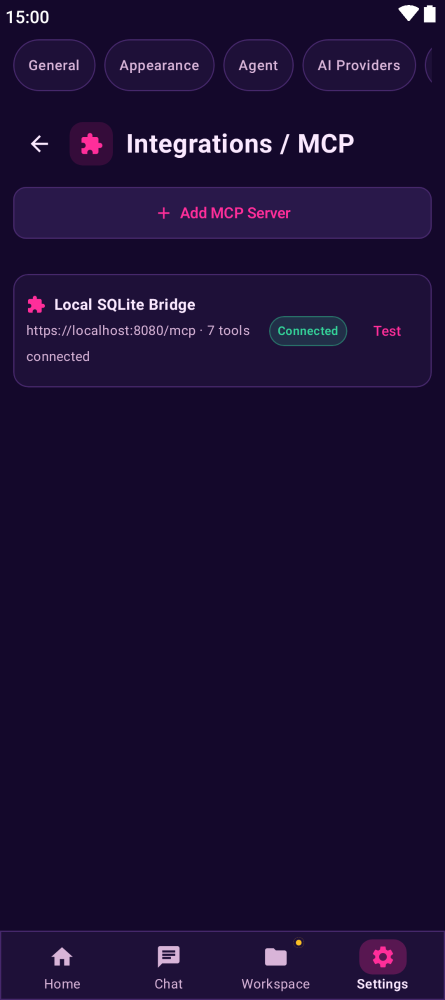 15:00
General
Appearance
Agent
AI Providers
Integrations / MCP
+ Add MCP Server
Local SQLite Bridge
https://localhost:8080/mcp · 7 tools
connected
Connected
Test
Home
Chat
Workspace
Settings